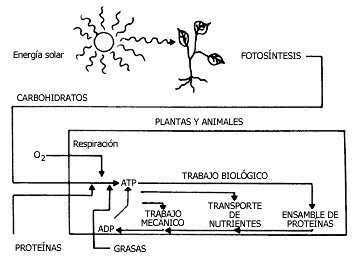 Energía solar
FOTOSÍNTESIS
CARBOHIDRATOS
PLANTAS Y ANIMALES
Respiración
O2
ATP
TRABAJO BIOLÓGICO
TRABAJO
MECÁNICO
TRANSPORTE
DE
NUTRIENTES
ENSAMBLE DE
PROTEÍNAS
ADP
PROTEÍNAS
GRASAS